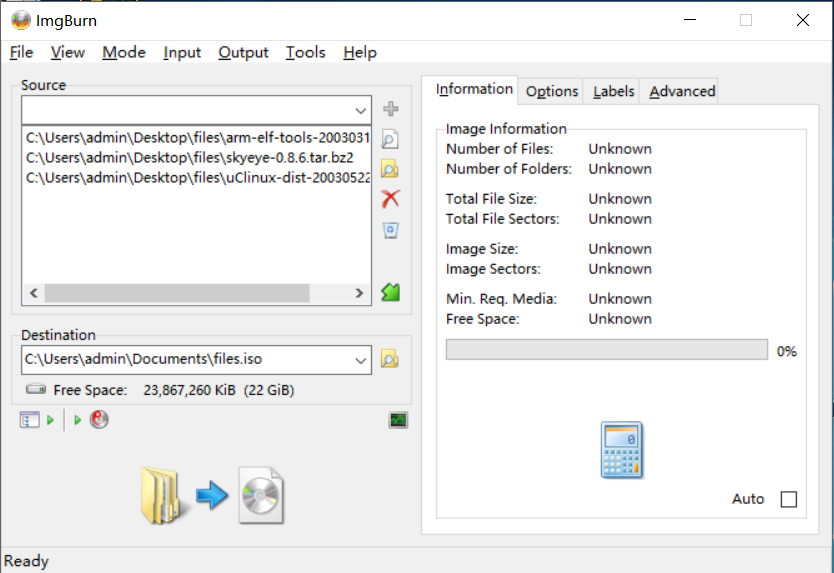 ImgBurn
File View Mode Input Output Tools Help
Source
C:\Users\admin\Desktop\files\arm-elf-tools-2003031
C:\Users\admin\Desktop\files\skyeye-0.8.6.tar.bz2
C:\Users\admin\Desktop\files\uClinux-dist-20030522
Destination
C:\Users\admin\Documents\files.iso
Free Space: 23,867,260 KiB (22 GiB)
Information Options Labels Advanced
Image Information
Number of Files: Unknown
Number of Folders: Unknown
Total File Size: Unknown
Total File Sectors: Unknown
Image Size: Unknown
Image Sectors: Unknown
Min. Req. Media: Unknown
Free Space: Unknown
0%
0
Auto
Ready